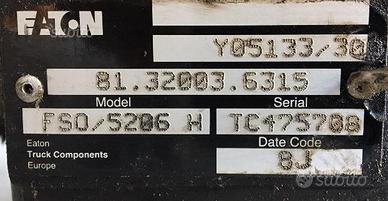 EATON
Y05133/30
81.32003.6315
Model
Serial
FSO/5206 H
TC475708
Eaton
Truck Components
Europe
Date Code
8J
subito